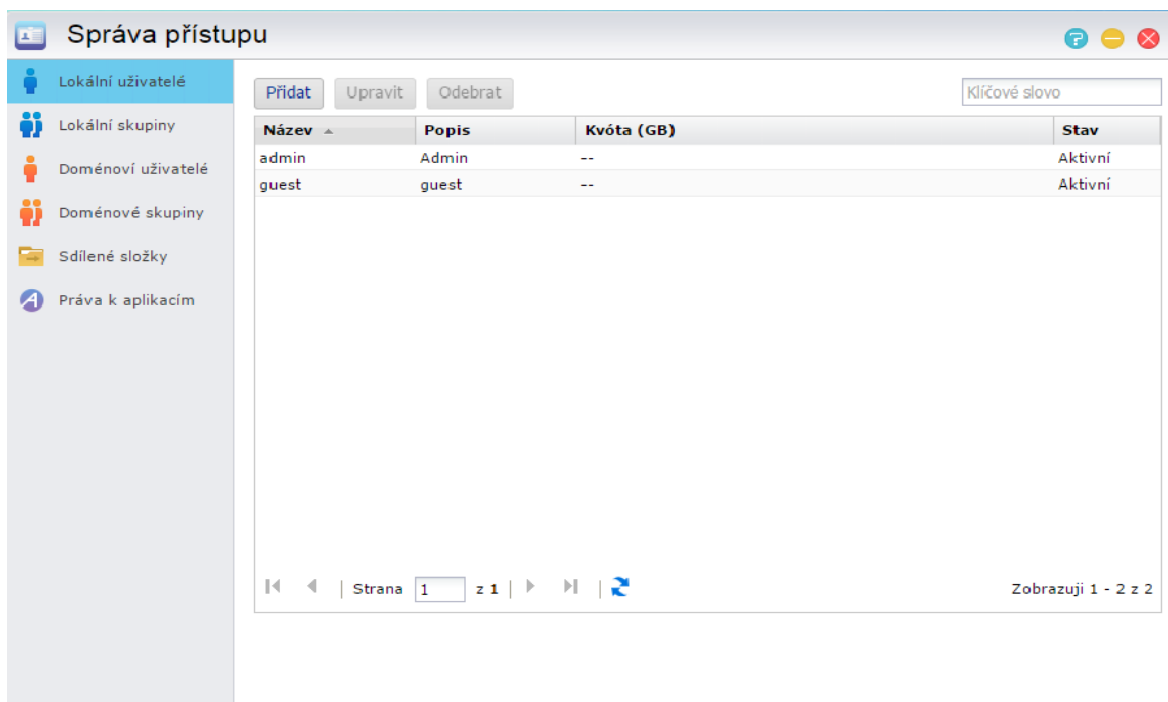 Správa přístupu
Lokální uživatelé
Lokální skupiny
Doménoví uživatelé
Doménové skupiny
Sdílené složky
Práva k aplikacím
Přidat Upravit Odebrat Klíčové slovo
Název Popis Kvóta (GB) Stav
admin Admin -- Aktivní
guest guest -- Aktivní
Strana 1 z 1 Zobrazuji 1 - 2 z 2